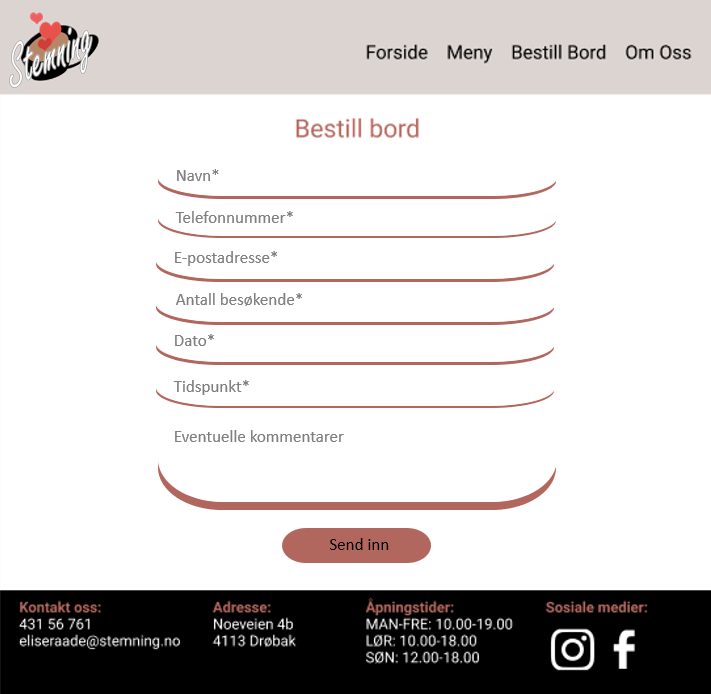 Stemning
Forside Meny Bestill Bord Om Oss
Bestill bord
Navn*
Telefonnummer*
E-postadresse*
Antall besøkende*
Dato*
Tidspunkt*
Eventuelle kommentarer
Send inn
Kontakt oss:
431 56 761
eliseraade@stemning.no
Adresse:
Noeveien 4b
4113 Drøbak
Åpningstider:
MAN-FRE: 10.00-19.00
LØR: 10.00-18.00
SØN: 12.00-18.00
Sosiale medier: